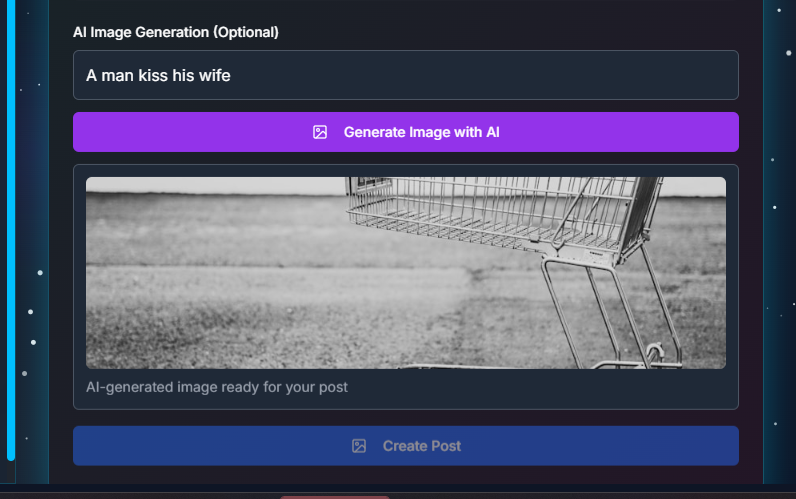 AI Image Generation (Optional)
A man kiss his wife
Generate Image with AI
AI-generated image ready for your post
Create Post